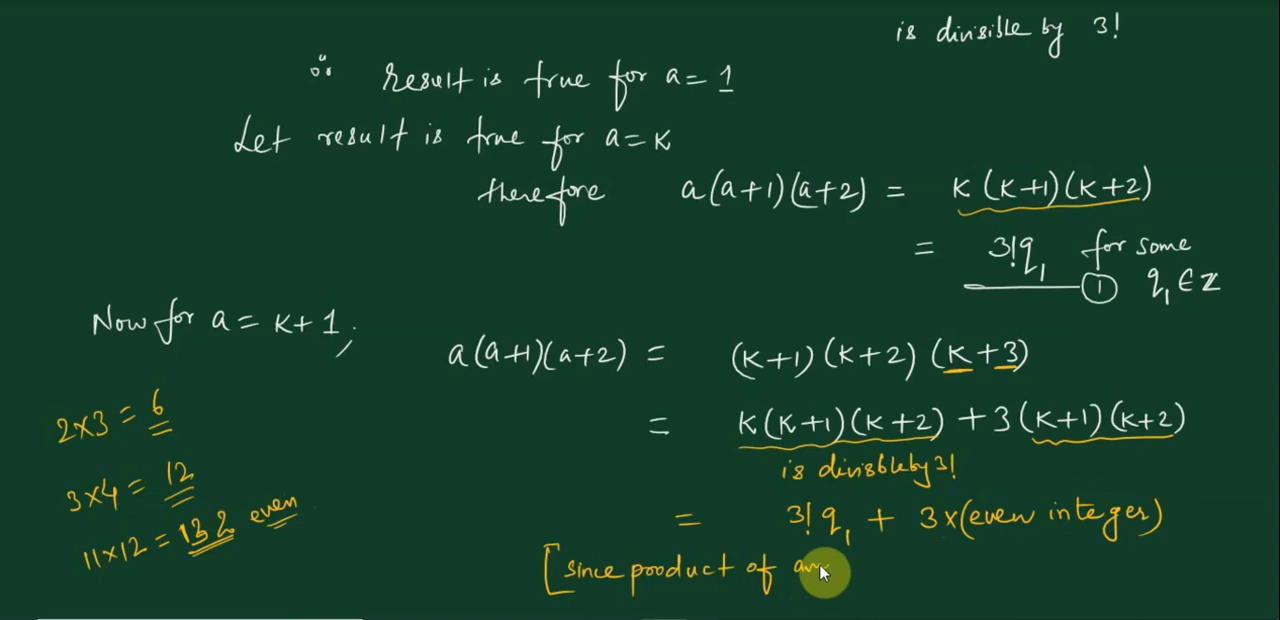 is divisible by 3!
∴ Result is true for a = 1
Let result is true for a = K
therefore a(a+1)(a+2) = K(K+1)(K+2)
= 3!q₁ for some
① q₁ ∈ Z
Now for a = K+1,
a(a+1)(a+2) = (K+1)(K+2)(K+3)
= K(K+1)(K+2) + 3(K+1)(K+2)
is divisble by 3!
= 3! q₁ + 3×(even integer)
[since product of any
2×3 = 6
3×4 = 12
11×12 = 132 even